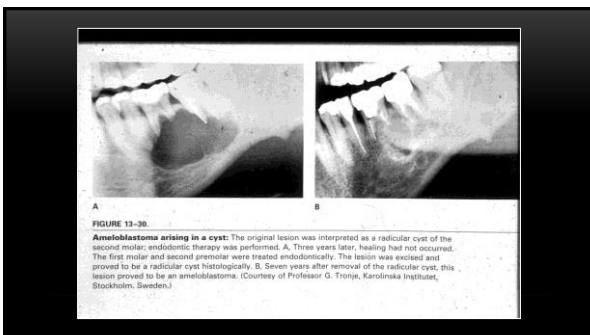 A
B
FIGURE 13-30.
Ameloblastoma arising in a cyst: The original lesion was interpreted as a radicular cyst of the
second molar; endodontic therapy was performed. A, Three years later, healing had not occurred.
The first molar and second premolar were treated endodontically. The lesion was excised and
proved to be a radicular cyst histologically. B, Seven years after removal of the radicular cyst, this
lesion proved to be an ameloblastoma. (Courtesy of Professor G. Tronje, Karolinska Institutet,
Stockholm, Sweden.)